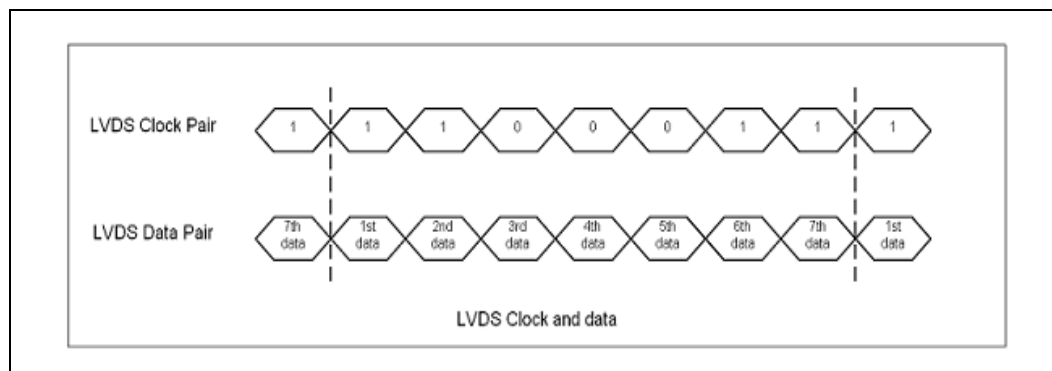 LVDS Clock Pair 1 1 1 0 0 0 1 1 1
LVDS Data Pair 7th data 1st data 2nd data 3rd data 4th data 5th data 6th data 7th data 1st data
LVDS Clock and data